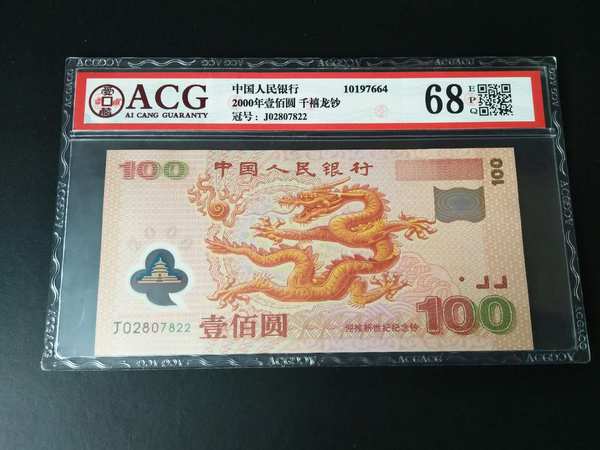 ACG
AI CANG GUARANTY
中国人民银行
10197664
2000年壹佰圆 千禧龙钞
冠号: J02807822
68
E
P
Q
100
中国人民银行
100
2000
J02807822
壹佰圆
迎接新世纪纪念钞
100